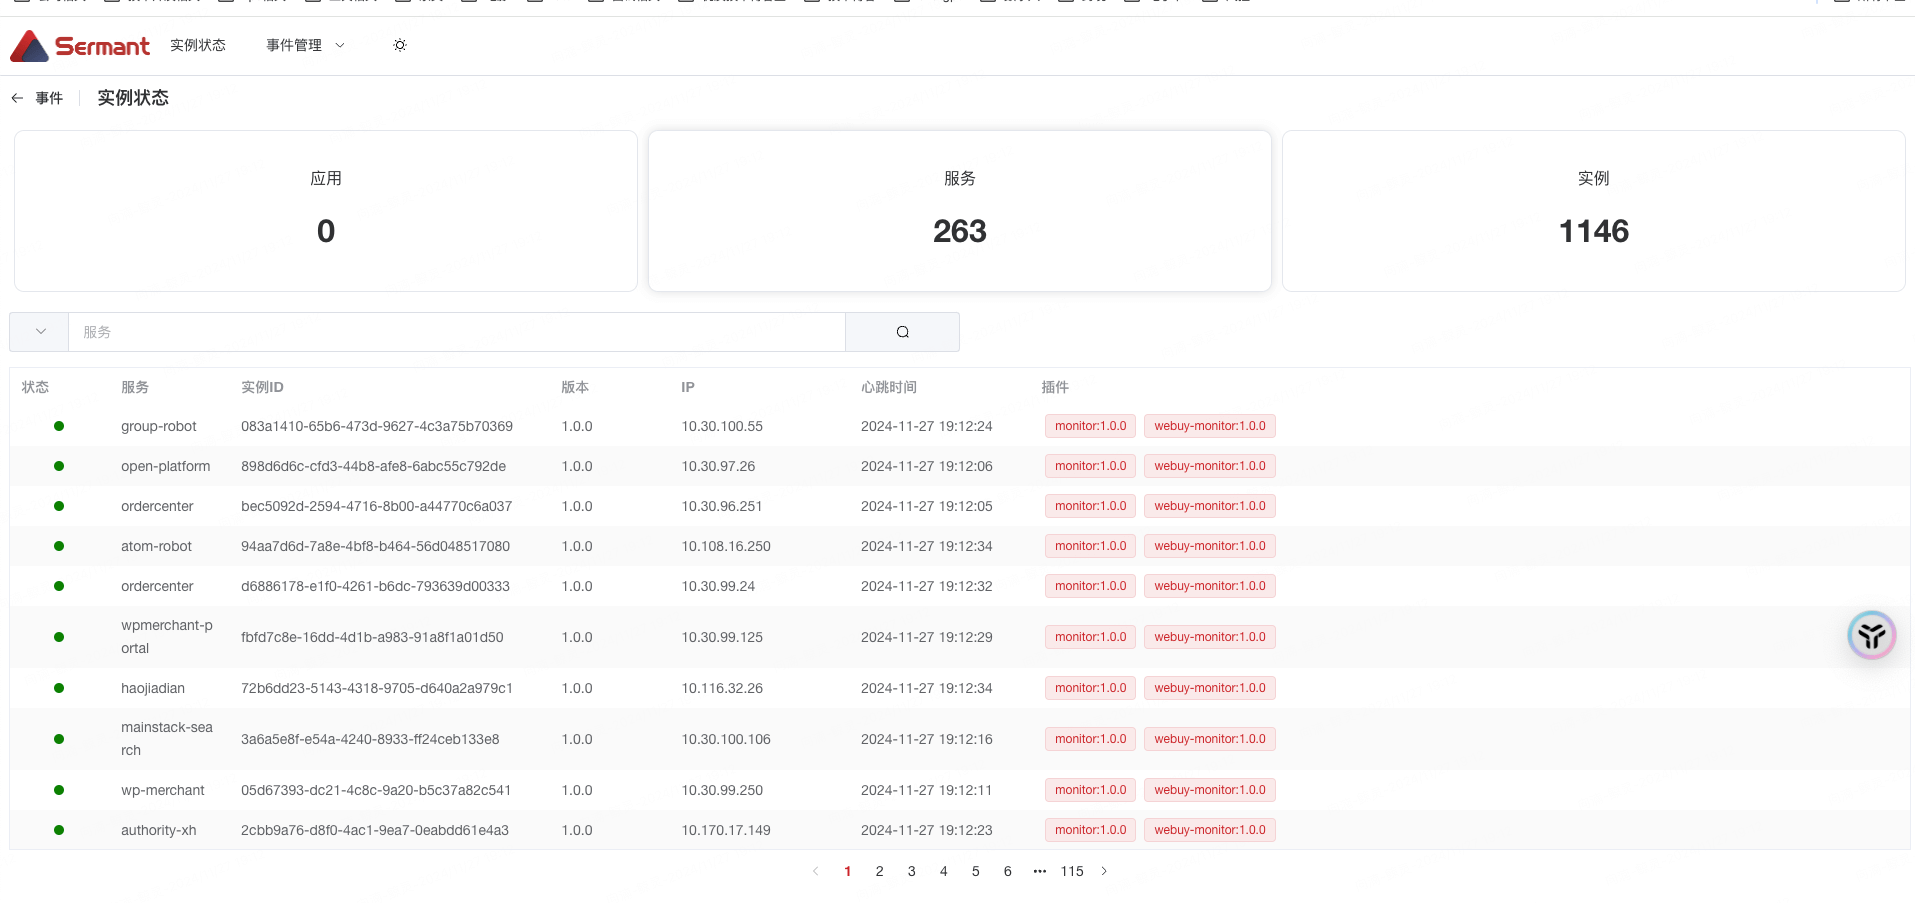 Sermant 实例状态 事件管理
事件 实例状态
应用 服务 实例
0 263 1146
服务
状态 服务 实例ID 版本 IP 心跳时间 插件
group-robot 083a1410-65b6-473d-9627-4c3a75b70369 1.0.0 10.30.100.55 2024-11-27 19:12:24 monitor:1.0.0 webuy-monitor:1.0.0
open-platform 898d6d6c-cfd3-44b8-afe8-6abc55c792de 1.0.0 10.30.97.26 2024-11-27 19:12:06 monitor:1.0.0 webuy-monitor:1.0.0
ordercenter bec5092d-2594-4716-8b00-a44770c6a037 1.0.0 10.30.96.251 2024-11-27 19:12:05 monitor:1.0.0 webuy-monitor:1.0.0
atom-robot 94aa7d6d-7a8e-4bf8-b464-56d048517080 1.0.0 10.108.16.250 2024-11-27 19:12:34 monitor:1.0.0 webuy-monitor:1.0.0
ordercenter d6886178-e1f0-4261-b6dc-793639d00333 1.0.0 10.30.99.24 2024-11-27 19:12:32 monitor:1.0.0 webuy-monitor:1.0.0
wpmerchant-p
ortal fbfd7c8e-16dd-4d1b-a983-91a8f1a01d50 1.0.0 10.30.99.125 2024-11-27 19:12:29 monitor:1.0.0 webuy-monitor:1.0.0
haojiadian 72b6dd23-5143-4318-9705-d640a2a979c1 1.0.0 10.116.32.26 2024-11-27 19:12:34 monitor:1.0.0 webuy-monitor:1.0.0
mainstack-sea
rch 3a6a5e8f-e54a-4240-8933-ff24ceb133e8 1.0.0 10.30.100.106 2024-11-27 19:12:16 monitor:1.0.0 webuy-monitor:1.0.0
wp-merchant 05d67393-dc21-4c8c-9a20-b5c37a82c541 1.0.0 10.30.99.250 2024-11-27 19:12:11 monitor:1.0.0 webuy-monitor:1.0.0
authority-xh 2cbb9a76-d8f0-4ac1-9ea7-0eabdd61e4a3 1.0.0 10.170.17.149 2024-11-27 19:12:23 monitor:1.0.0 webuy-monitor:1.0.0
1 2 3 4 5 6 ••• 115